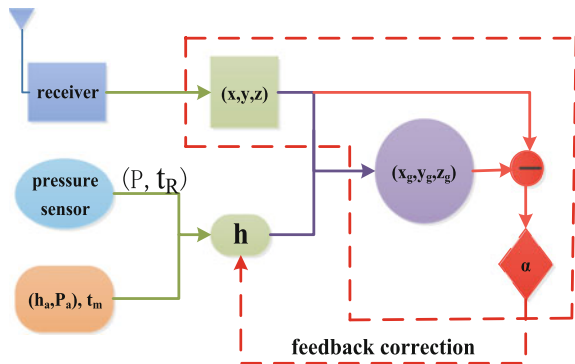 receiver
(x,y,z)
(xg,yg,zg)
pressure
sensor
(P, tR)
h
α
(ha,Pa), tm
feedback correction